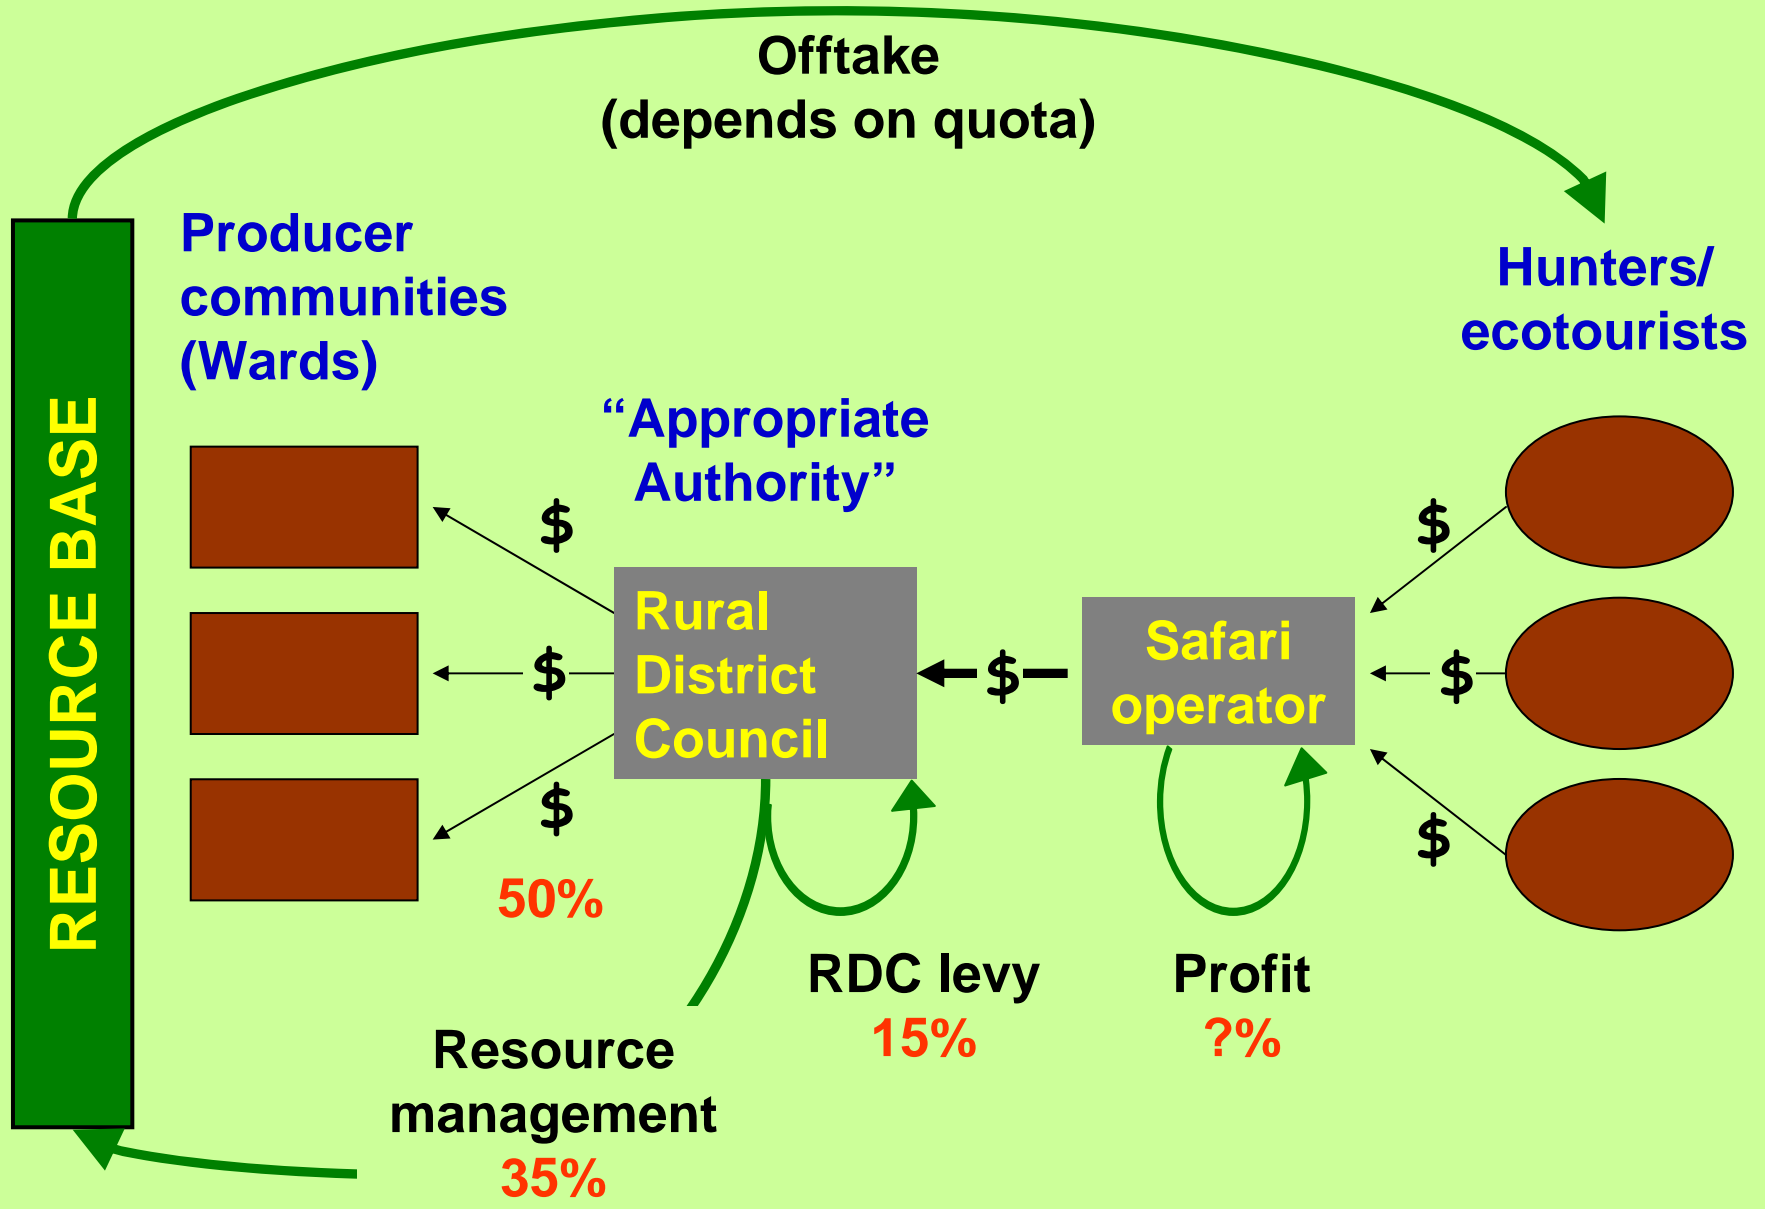 Offtake
(depends on quota)
Producer
communities
(Wards)
Hunters/
ecotourists
“Appropriate
Authority”
RESOURCE BASE
$
$
$
Rural
District
Council
$
Safari
operator
$
$
$
50%
RDC levy
15%
Profit
?%
Resource
management
35%